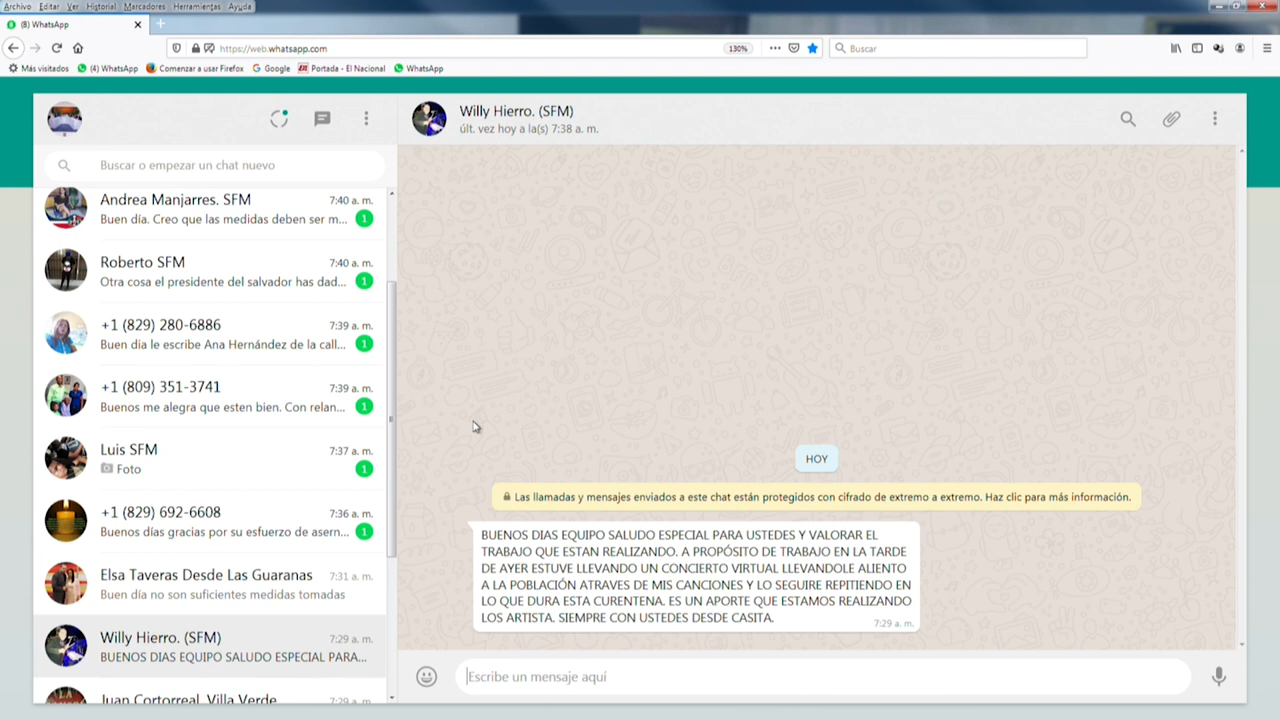 Archivo Editar Ver Historial Marcadores Herramientas Ayuda
(8) WhatsApp
https://web.whatsapp.com
130%
Buscar
Más visitados (4) WhatsApp Comenzar a usar Firefox Google Portada - El Nacional WhatsApp
Buscar o empezar un chat nuevo
Andrea Manjarres. SFM 7:40 a. m.
Buen día. Creo que las medidas deben ser m... 1
Roberto SFM 7:40 a. m.
Otra cosa el presidente del salvador has dad... 1
+1 (829) 280-6886 7:39 a. m.
Buen dia le escribe Ana Hernández de la call... 1
+1 (809) 351-3741 7:39 a. m.
Buenos me alegra que esten bien. Con relan... 1
Luis SFM 7:37 a. m.
Foto 1
+1 (829) 692-6608 7:36 a. m.
Buenos días gracias por su esfuerzo de asern... 1
Elsa Taveras Desde Las Guaranas 7:31 a. m.
Buen día no son suficientes medidas tomadas
Willy Hierro. (SFM) 7:29 a. m.
BUENOS DIAS EQUIPO SALUDO ESPECIAL PARA...
Juan Cortorreal. Villa Verde 7:29 a. m.
Willy Hierro. (SFM)
últ. vez hoy a la(s) 7:38 a. m.
HOY
Las llamadas y mensajes enviados a este chat están protegidos con cifrado de extremo a extremo. Haz clic para más información.
BUENOS DIAS EQUIPO SALUDO ESPECIAL PARA USTEDES Y VALORAR EL
TRABAJO QUE ESTAN REALIZANDO. A PROPÓSITO DE TRABAJO EN LA TARDE
DE AYER ESTUVE LLEVANDO UN CONCIERTO VIRTUAL LLEVANDOLE ALIENTO
A LA POBLACIÓN ATRAVES DE MIS CANCIONES Y LO SEGUIRE REPITIENDO EN
LO QUE DURA ESTA CURENTENA. ES UN APORTE QUE ESTAMOS REALIZANDO
LOS ARTISTA. SIEMPRE CON USTEDES DESDE CASITA.
7:29 a. m.
Escribe un mensaje aquí